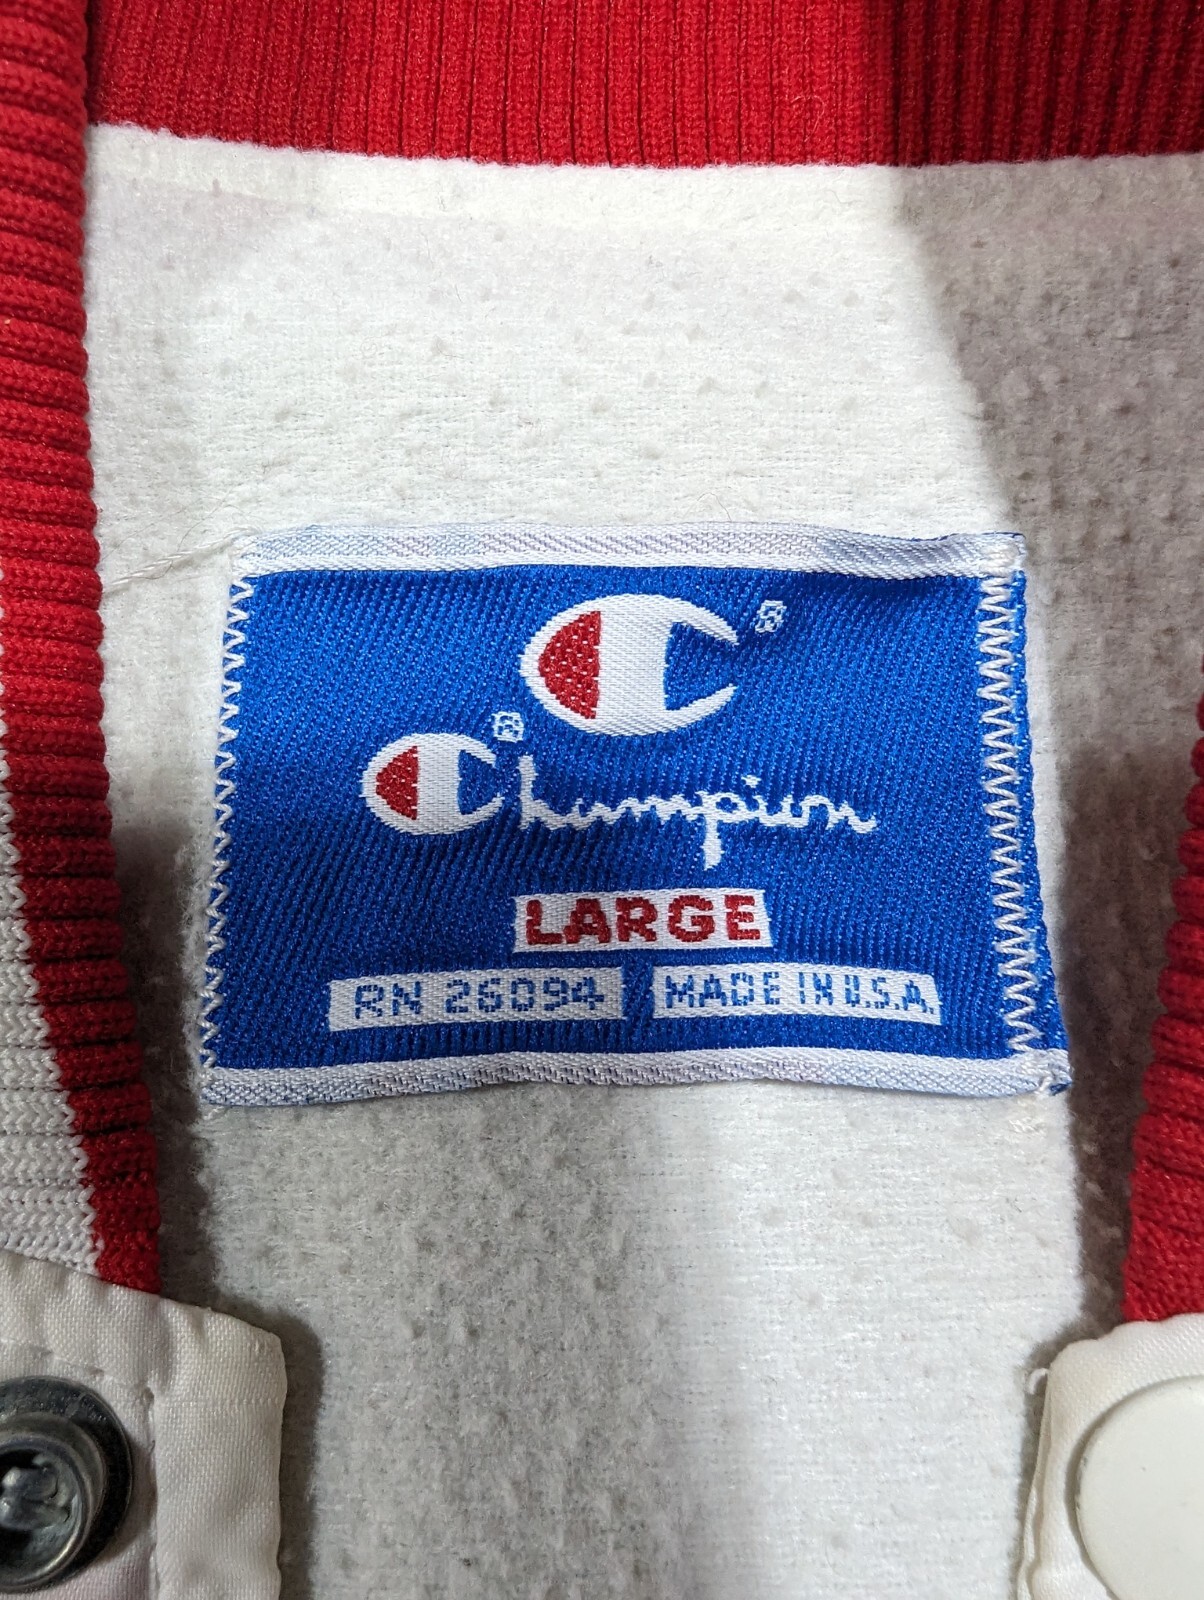 C®
Champion®
LARGE
RN 26094 MADE IN U.S.A.